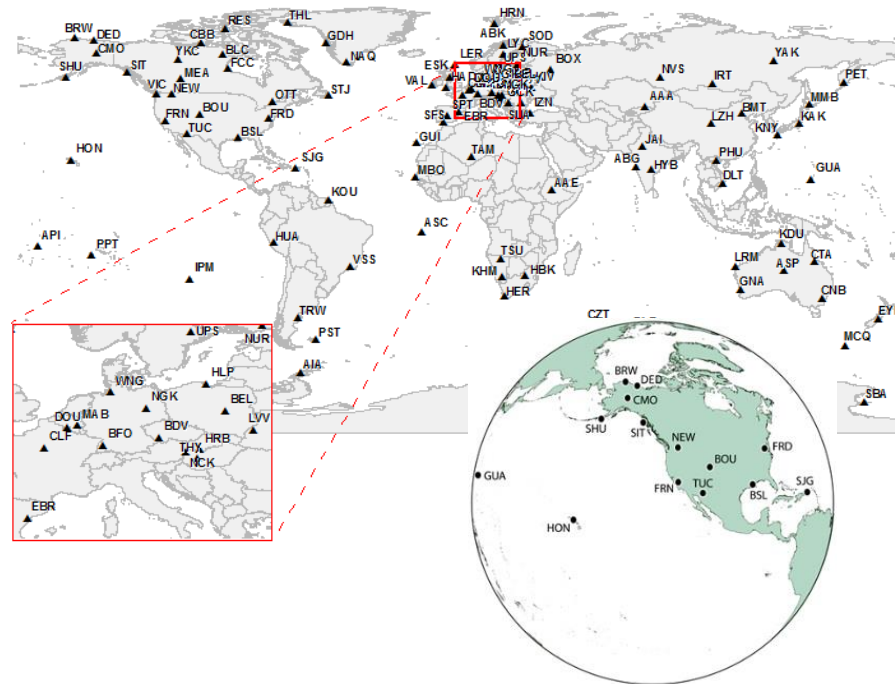 HRN
THL
RES
BRW
DED
CBB
GDH
ABK
LYC
SOD
CMO
YKC
BLC
NAQ
LER
NUR
UPS
BOX
YAK
SHU
SIT
FCC
ESK
NVS
IRT
PET
MEA
VAL
VIC
NEW
OTT
STJ
AAA
MMB
BOU
SPT
BDV
IZN
LZH
BMT
KAK
FRN
TUC
FRD
BSL
SFS
EBR
KNY
GUI
JAI
HON
SJG
TAM
PHU
MBO
ABG
HYB
GUA
AAE
DLT
KOU
API
PPT
HUA
ASC
KDU
IPM
VSS
TSU
LRM
CTA
ASP
KHM
HBK
GNA
HER
CNB
TRW
PST
CZT
EY
MCQ
AIA
SBA
UPS
NUR
WNG
HLP
NGK
BEL
DOU
MAB
LVV
CLF
BFO
BDV
HRB
THX
NCK
EBR
BRW
DED
CMO
SHU
SIT
NEW
FRD
BOU
GUA
FRN
TUC
BSL
SJG
HON